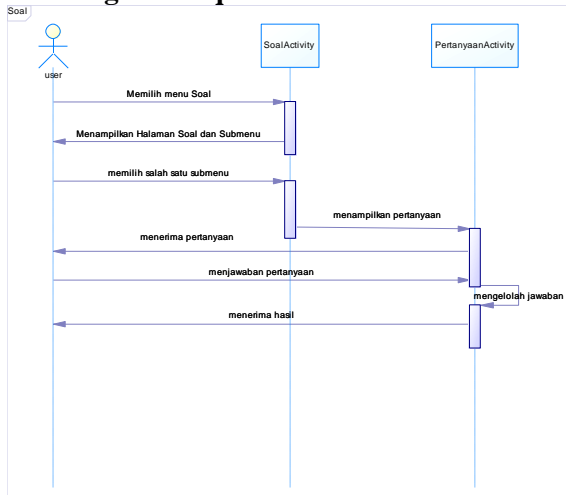 Soal
SoalActivity
PertanyaanActivity
user
Memilih menu Soal
Menampilkan Halaman Soal dan Submenu
memilih salah satu submenu
menampilkan pertanyaan
menerima pertanyaan
menjawaban pertanyaan
mengelolah jawaban
menerima hasil